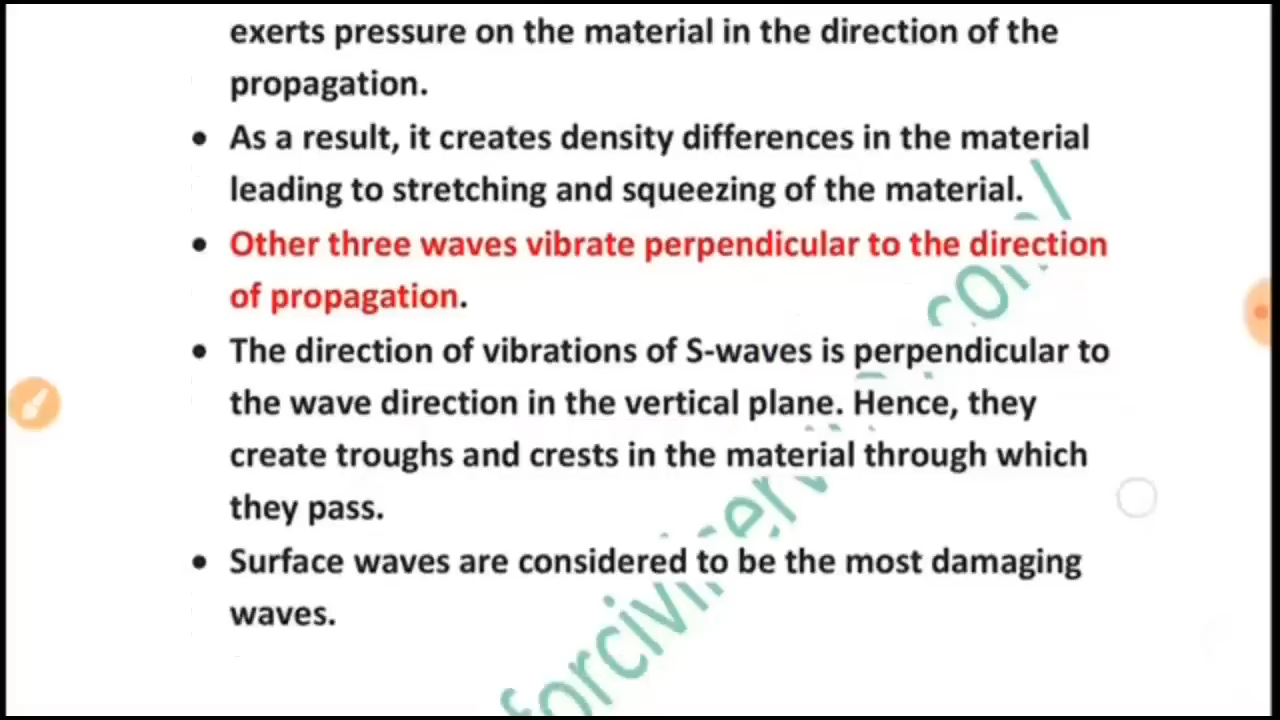 exerts pressure on the material in the direction of the
propagation.
• As a result, it creates density differences in the material
leading to stretching and squeezing of the material.
• Other three waves vibrate perpendicular to the direction
of propagation.
• The direction of vibrations of S-waves is perpendicular to
the wave direction in the vertical plane. Hence, they
create troughs and crests in the material through which
they pass.
• Surface waves are considered to be the most damaging
waves.